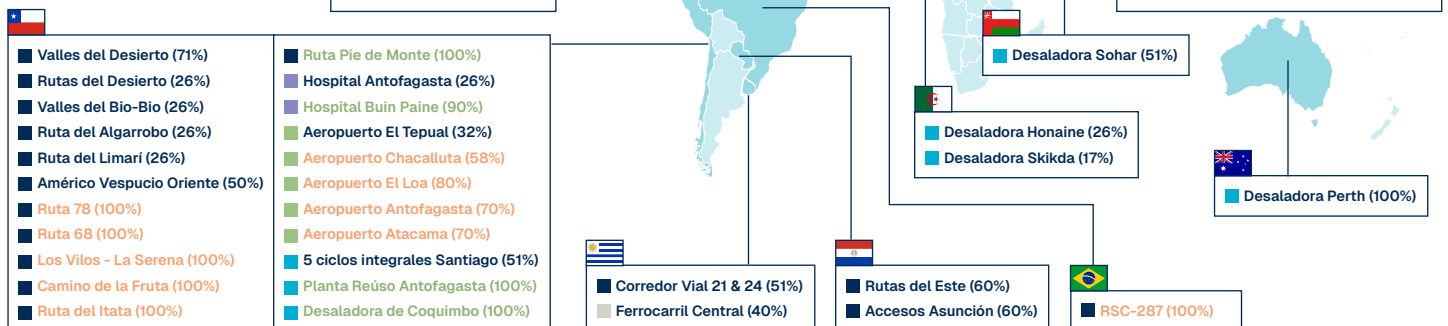 Valles del Desierto (71%)
Rutas del Desierto (26%)
Valles del Bio-Bio (26%)
Ruta del Algarrobo (26%)
Ruta del Limarí (26%)
Américo Vespucio Oriente (50%)
Ruta 78 (100%)
Ruta 68 (100%)
Los Vilos - La Serena (100%)
Camino de la Fruta (100%)
Ruta del Itata (100%)
Ruta Pie de Monte (100%)
Hospital Antofagasta (26%)
Hospital Buin Paine (90%)
Aeropuerto El Tepual (32%)
Aeropuerto Chacalluta (58%)
Aeropuerto El Loa (80%)
Aeropuerto Antofagasta (70%)
Aeropuerto Atacama (70%)
5 ciclos integrales Santiago (51%)
Planta Reúso Antofagasta (100%)
Desaladora de Coquimbo (100%)
Corredor Vial 21 & 24 (51%)
Ferrocarril Central (40%)
Rutas del Este (60%)
Accesos Asunción (60%)
RSC-287 (100%)
Desaladora Sohar (51%)
Desaladora Honaine (26%)
Desaladora Skikda (17%)
Desaladora Perth (100%)